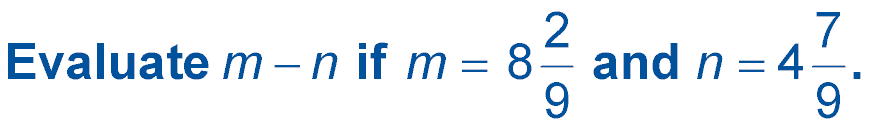 Evaluate m − n if m = 8 2/9 and n = 4 7/9.